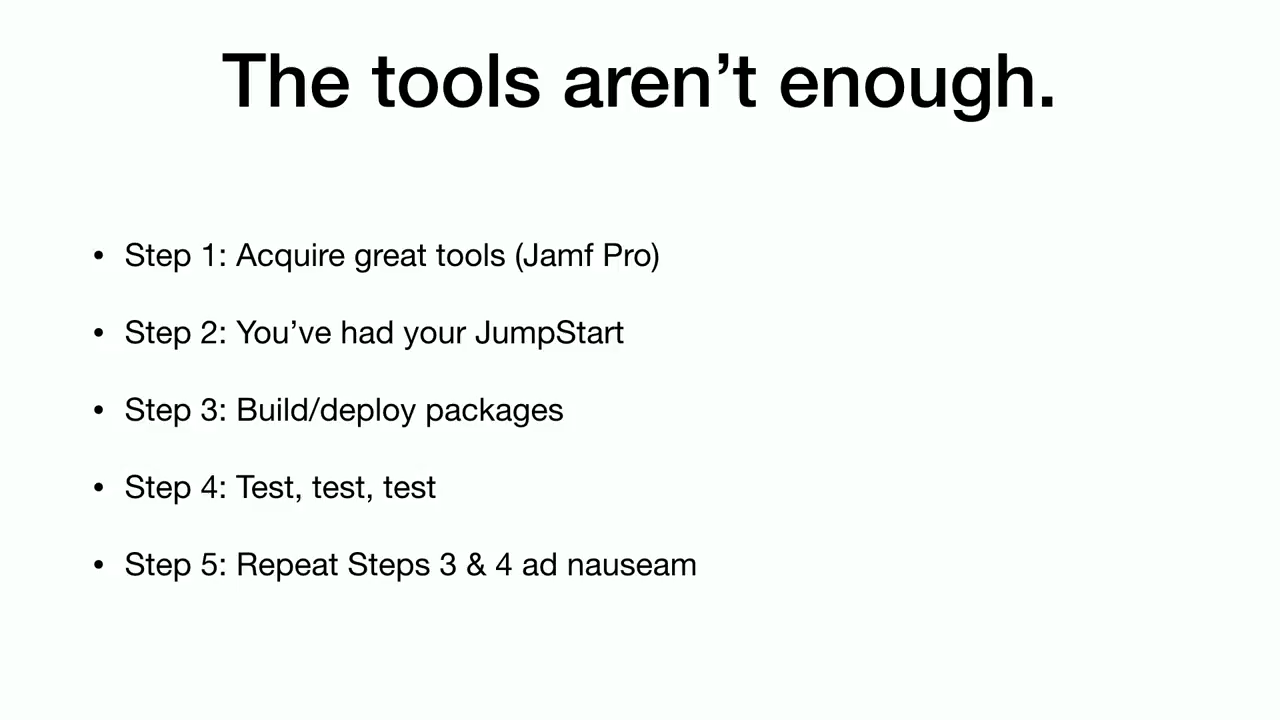 The tools aren’t enough.
• Step 1: Acquire great tools (Jamf Pro)
• Step 2: You’ve had your JumpStart
• Step 3: Build/deploy packages
• Step 4: Test, test, test
• Step 5: Repeat Steps 3 & 4 ad nauseam